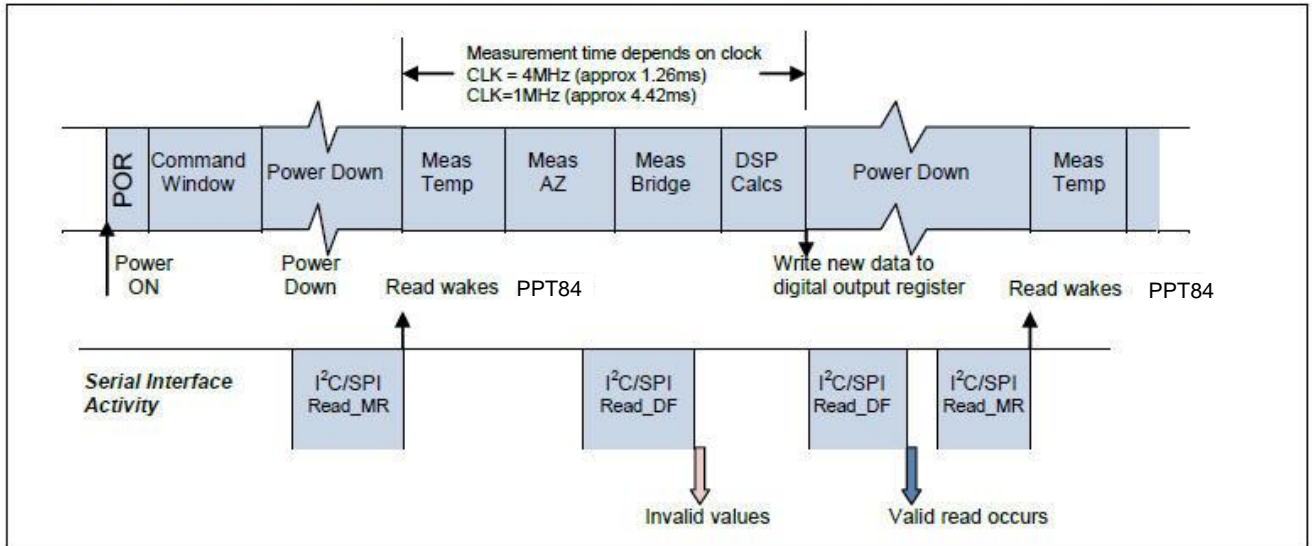 Measurement time depends on clock
CLK = 4MHz (approx 1.26ms)
CLK=1MHz (approx 4.42ms)
POR
Command
Window
Power Down
Meas
Temp
Meas
AZ
Meas
Bridge
DSP
Calcs
Power Down
Meas
Temp
Power
ON
Power
Down
Read wakes PPT84
Write new data to
digital output register
Read wakes PPT84
Serial Interface
Activity
I²C/SPI
Read_MR
I²C/SPI
Read_DF
I²C/SPI
Read_DF
I²C/SPI
Read_MR
Invalid values
Valid read occurs